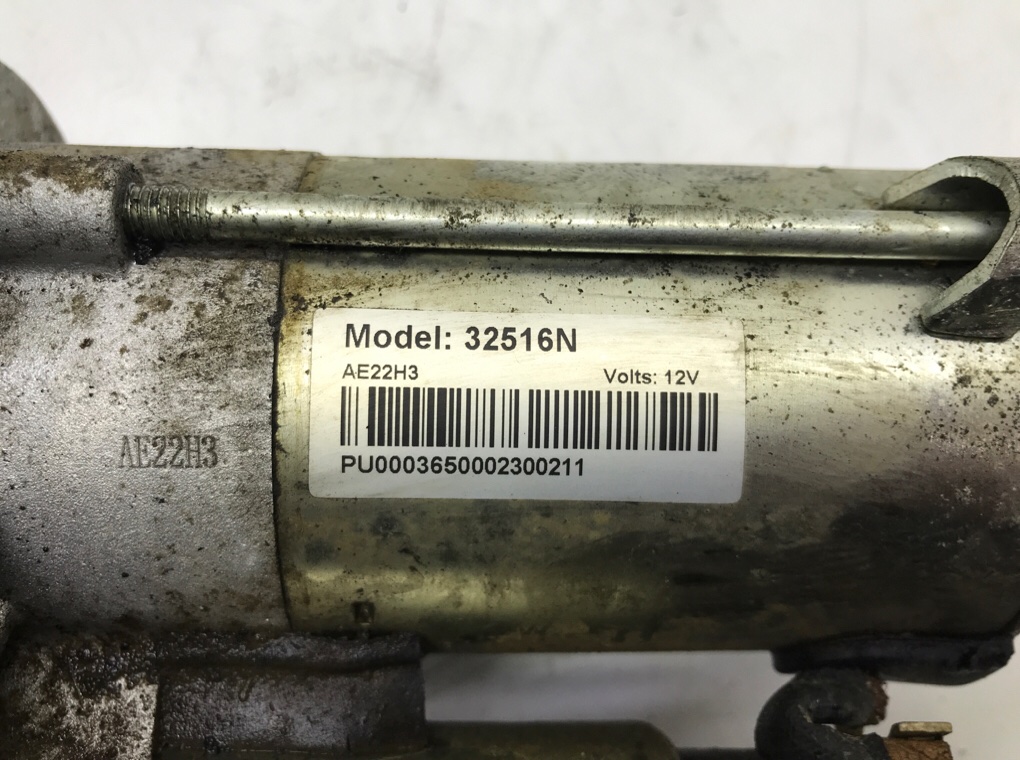 Model: 32516N
AE22H3 Volts: 12V
PU0003650002300211
AE22H3